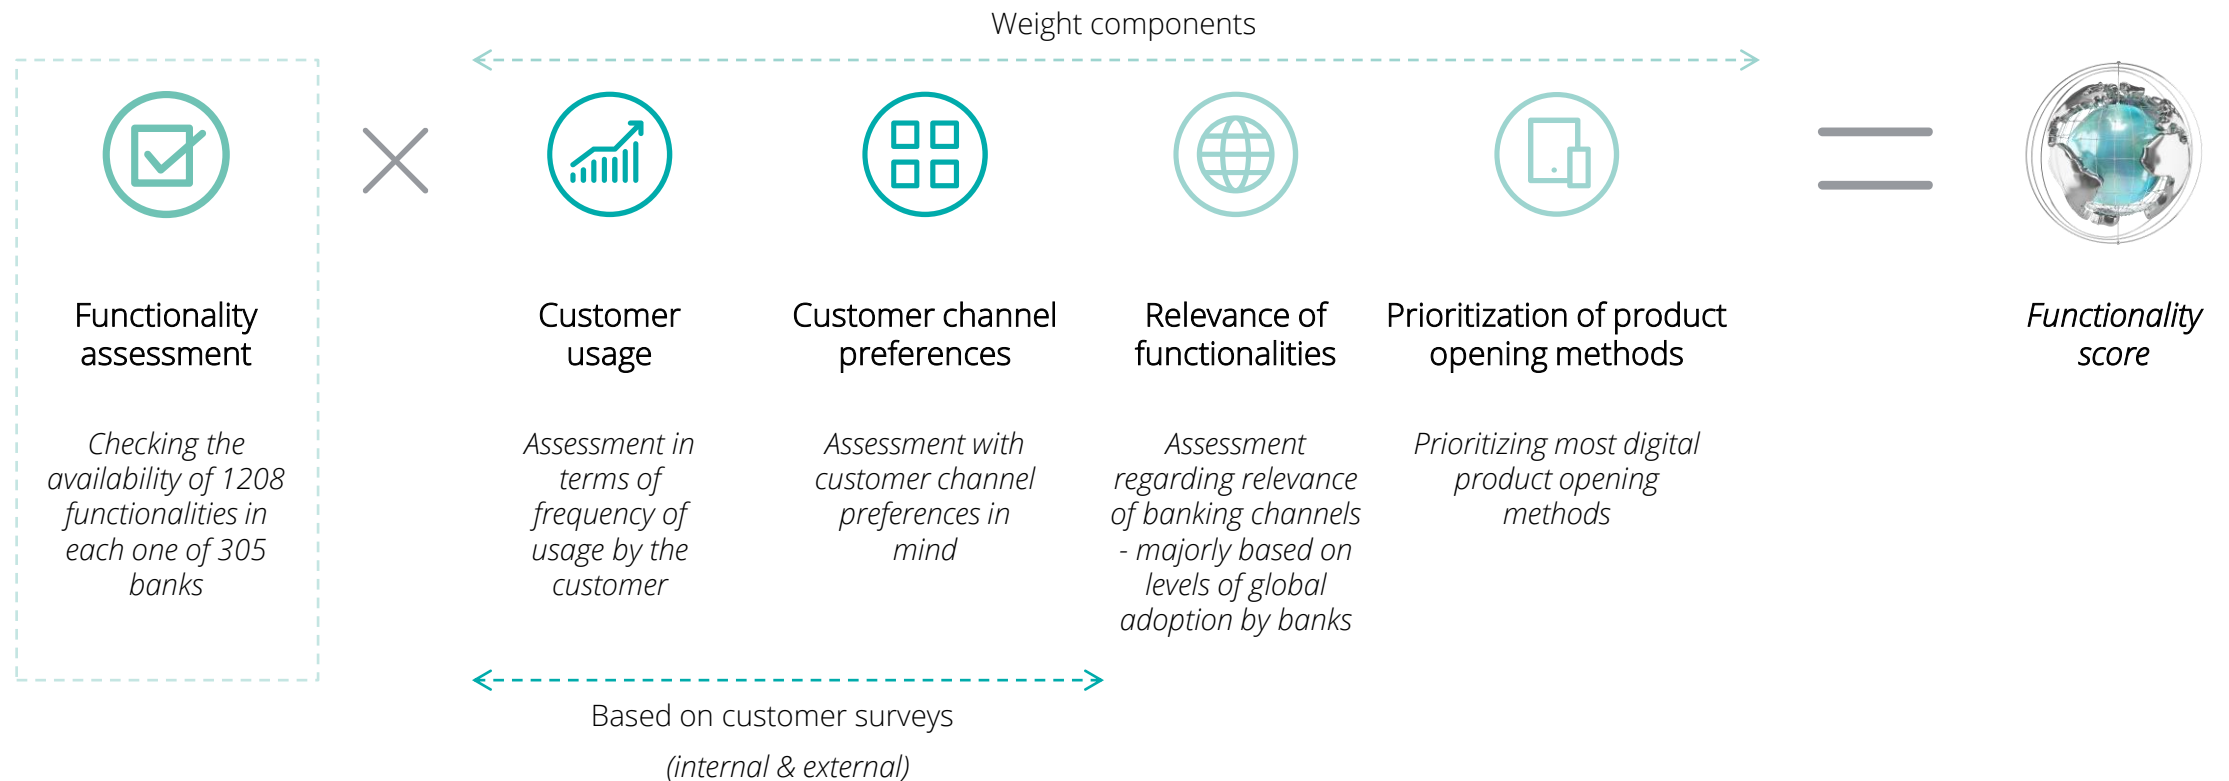 Weight components
Functionality
assessment
Customer
usage
Customer channel
preferences
Relevance of
functionalities
Prioritization of product
opening methods
Functionality
score
Checking the
availability of 1208
functionalities in
each one of 305
banks
Assessment in
terms of
frequency of
usage by the
customer
Assessment with
customer channel
preferences in
mind
Assessment
regarding relevance
of banking channels
- majorly based on
levels of global
adoption by banks
Prioritizing most digital
product opening
methods
Based on customer surveys
(internal & external)